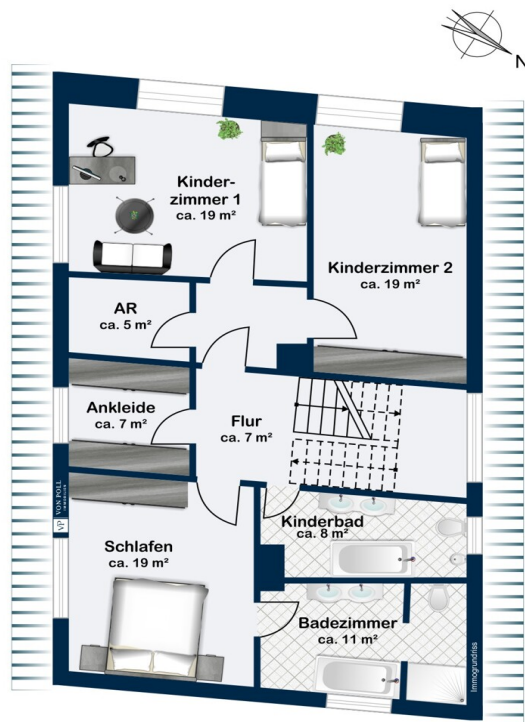 N
Kinder-
zimmer 1
ca. 19 m²
Kinderzimmer 2
ca. 19 m²
AR
ca. 5 m²
Ankleide
ca. 7 m²
Flur
ca. 7 m²
VP VON POLL
IMMOBILIEN
Kinderbad
ca. 8 m²
Schlafen
ca. 19 m²
Badezimmer
ca. 11 m²
Immogrundriss